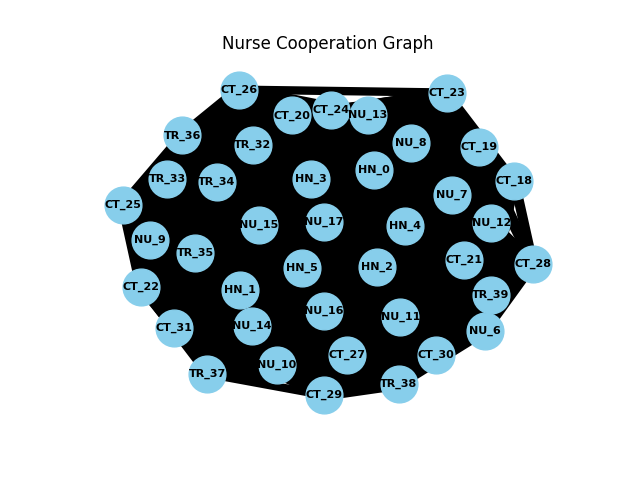 Nurse Cooperation Graph
CT_26
CT_23
CT_20
CT_24
NU_13
TR_36
TR_32
NU_8
CT_19
TR_33
TR_34
HN_3
HN_0
CT_18
NU_7
CT_25
NU_15
NU_17
HN_4
NU_12
NU_9
TR_35
HN_5
HN_2
CT_21
CT_28
CT_22
HN_1
TR_39
CT_31
NU_14
NU_16
NU_11
NU_6
TR_37
NU_10
CT_27
CT_30
CT_29
TR_38